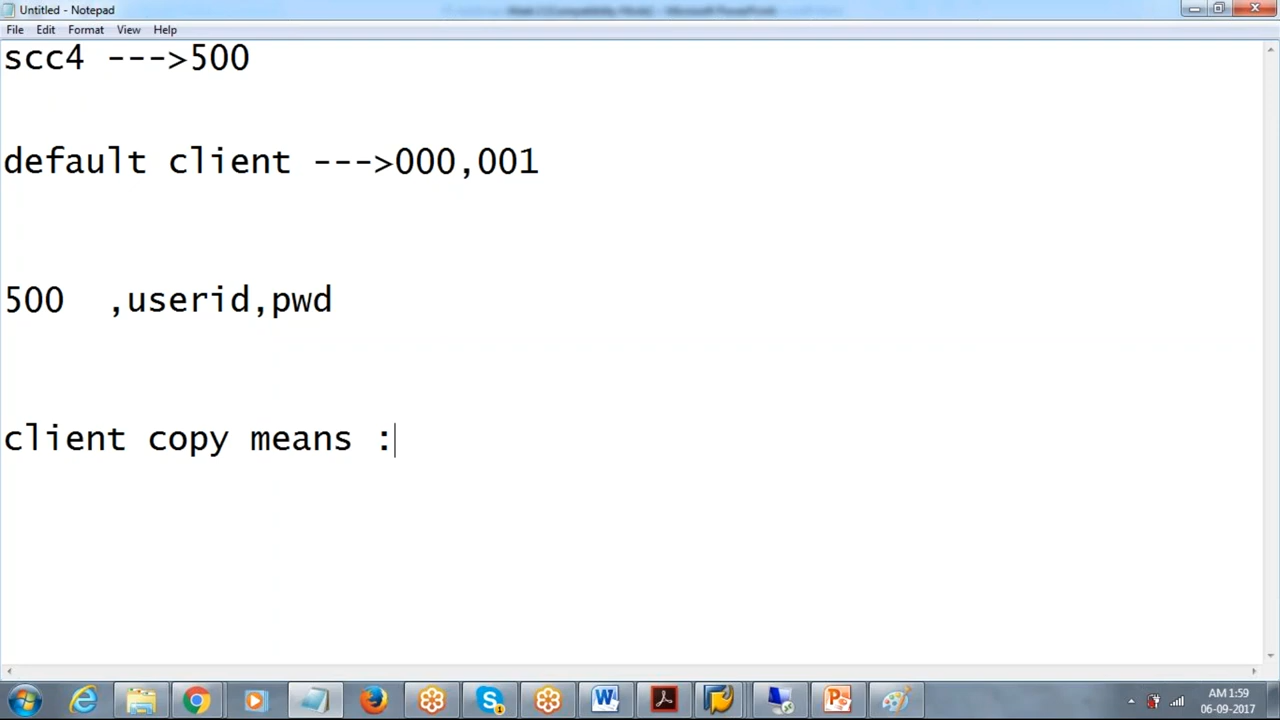 Untitled - Notepad
File Edit Format View Help
scc4 --->500
default client --->000,001
500 ,userid,pwd
client copy means :
AM 1:59
06-09-2017